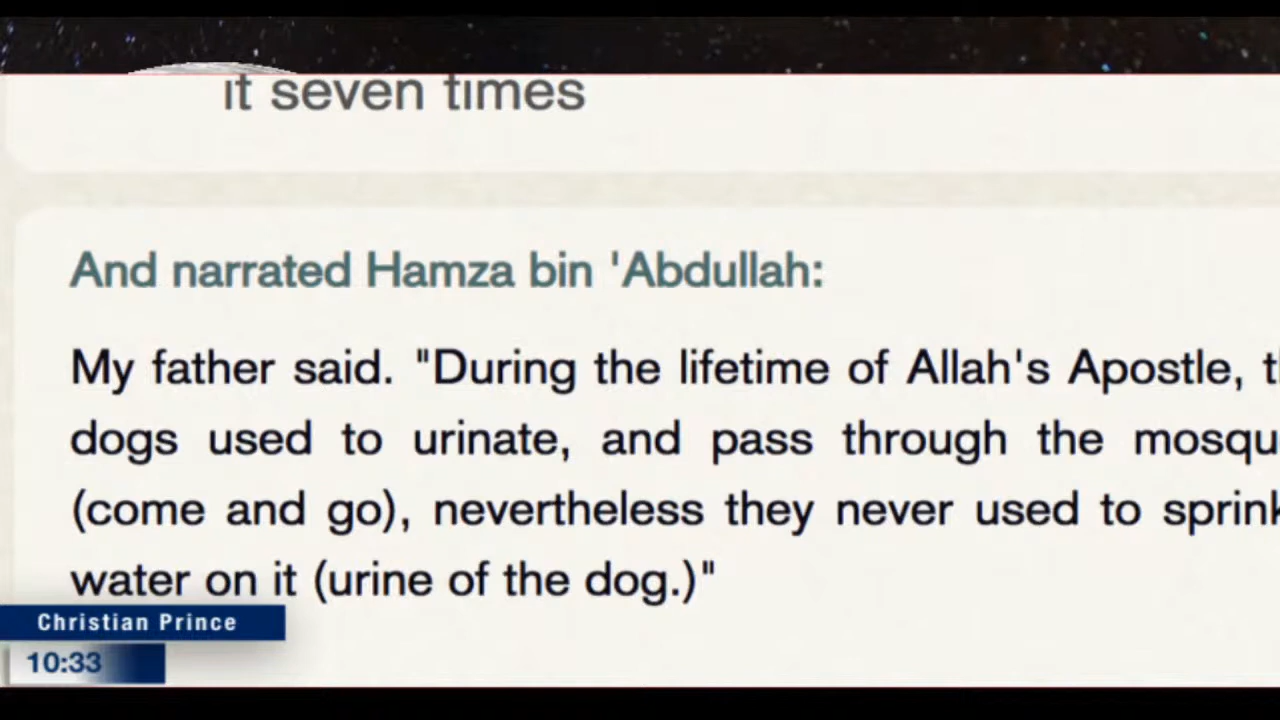 it seven times
And narrated Hamza bin 'Abdullah:
My father said. "During the lifetime of Allah's Apostle,
dogs used to urinate, and pass through the
(come and go), nevertheless they never used to
water on it (urine of the dog.)"
Christian Prince
10:33